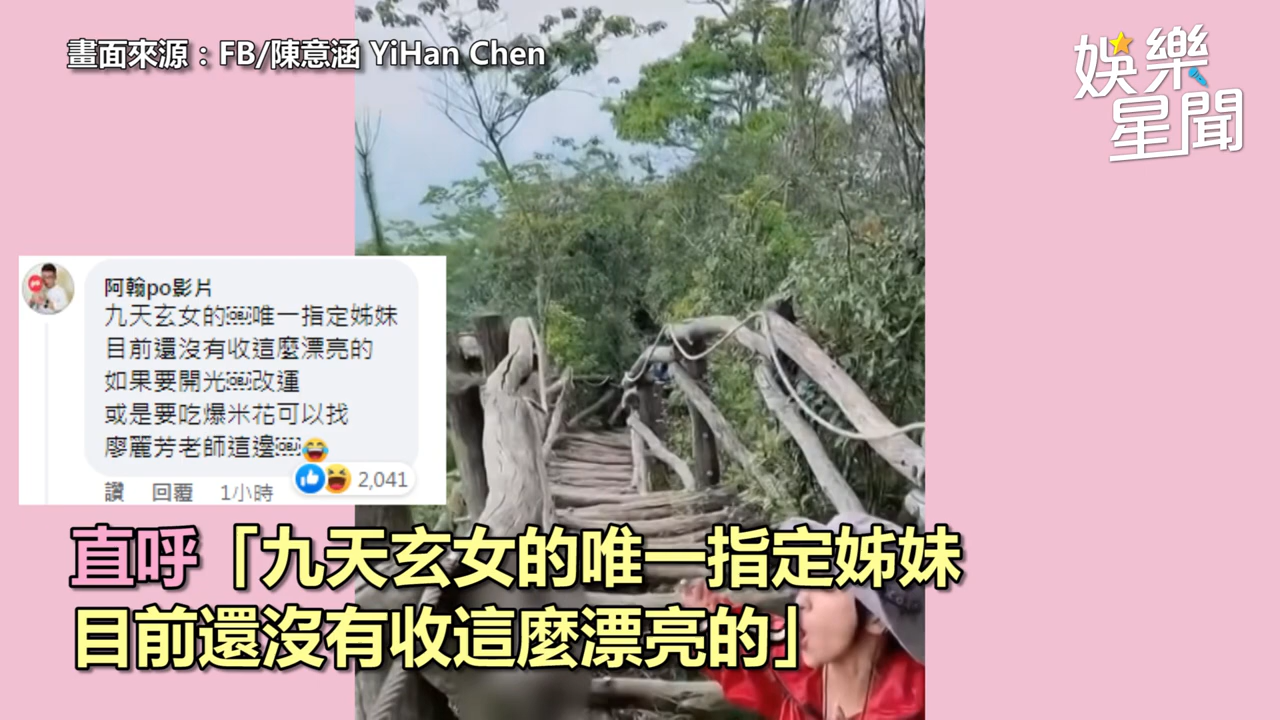 畫面來源：FB/陳意涵 YiHan Chen
娛樂
星聞
阿翰po影片
九天玄女的￼唯一指定姊妹
目前還沒有收這麼漂亮的
如果要開光￼改運
或是要吃爆米花可以找
廖麗芳老師這邊￼😂
讚 回覆 1小時 2,041
直呼「九天玄女的唯一指定姊妹
目前還沒有收這麼漂亮的」